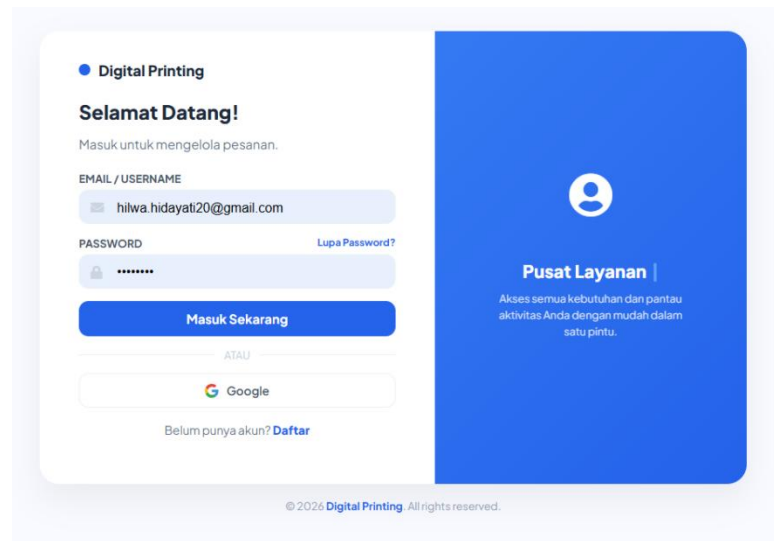 Digital Printing
Selamat Datang!
Masuk untuk mengelola pesanan.
EMAIL / USERNAME
hilwa.hidayati20@gmail.com
PASSWORD
Lupa Password?
••••••••
Masuk Sekarang
ATAU
Google
Belum punya akun? Daftar
Pusat Layanan |
Akses semua kebutuhan dan pantau
aktivitas Anda dengan mudah dalam
satu pintu.
© 2026 Digital Printing. All rights reserved.